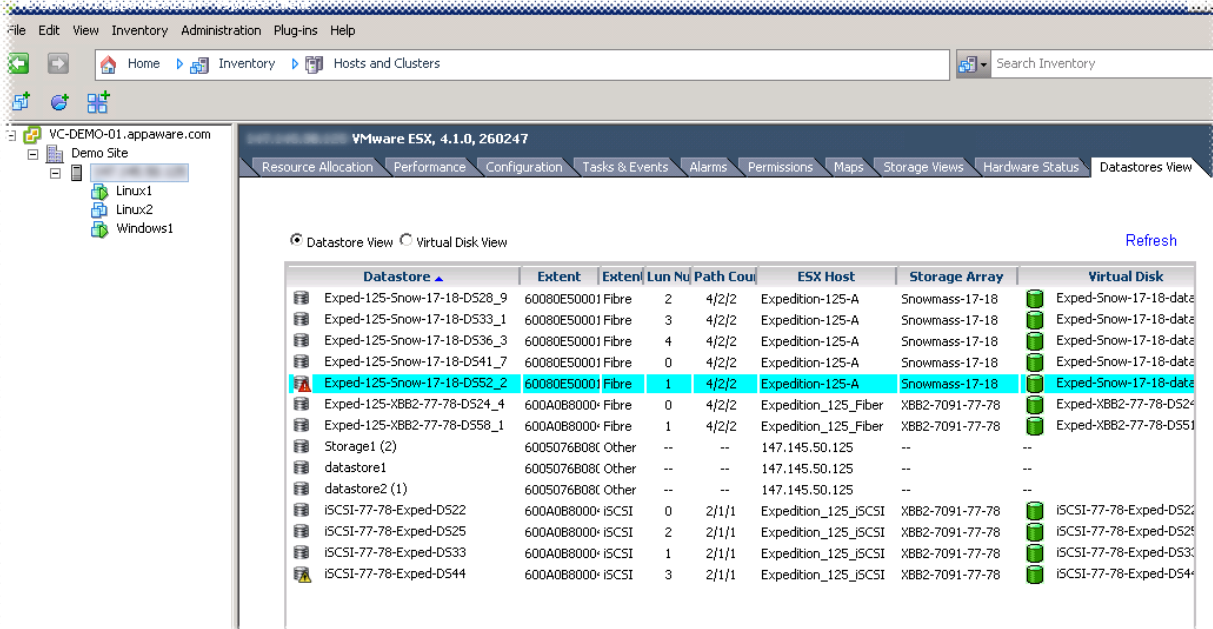 File Edit View Inventory Administration Plug-ins Help
Home Inventory Hosts and Clusters Search Inventory
VC-DEMO-01.appaware.com
Demo Site
Linux1
Linux2
Windows1
VMware ESX, 4.1.0, 260247
Resource Allocation Performance Configuration Tasks & Events Alarms Permissions Maps Storage Views Hardware Status Datastores View
Datastore View Virtual Disk View Refresh
Datastore Extent Extent Lun Nu Path Cou ESX Host Storage Array Virtual Disk
Exped-125-Snow-17-18-DS28_9 60080E50001 Fibre 2 4/2/2 Expedition-125-A Snowmass-17-18 Exped-Snow-17-18-data
Exped-125-Snow-17-18-DS33_1 60080E50001 Fibre 3 4/2/2 Expedition-125-A Snowmass-17-18 Exped-Snow-17-18-data
Exped-125-Snow-17-18-DS36_3 60080E50001 Fibre 4 4/2/2 Expedition-125-A Snowmass-17-18 Exped-Snow-17-18-data
Exped-125-Snow-17-18-DS41_7 60080E50001 Fibre 0 4/2/2 Expedition-125-A Snowmass-17-18 Exped-Snow-17-18-data
Exped-125-Snow-17-18-DS52_2 60080E50001 Fibre 1 4/2/2 Expedition-125-A Snowmass-17-18 Exped-Snow-17-18-data
Exped-125-XBB2-77-78-DS24_4 600A0B8000 Fibre 0 4/2/2 Expedition_125_Fiber XBB2-7091-77-78 Exped-XBB2-77-78-DS24
Exped-125-XBB2-77-78-DS58_1 600A0B8000 Fibre 1 4/2/2 Expedition_125_Fiber XBB2-7091-77-78 Exped-XBB2-77-78-DS51
Storage1 (2) 6005076B080 Other -- -- 147.145.50.125 -- --
datastore1 6005076B080 Other -- -- 147.145.50.125 -- --
datastore2 (1) 6005076B080 Other -- -- 147.145.50.125 -- --
iSCSI-77-78-Exped-DS22 600A0B8000 iSCSI 0 2/1/1 Expedition_125_iSCSI XBB2-7091-77-78 iSCSI-77-78-Exped-DS22
iSCSI-77-78-Exped-DS25 600A0B8000 iSCSI 2 2/1/1 Expedition_125_iSCSI XBB2-7091-77-78 iSCSI-77-78-Exped-DS25
iSCSI-77-78-Exped-DS33 600A0B8000 iSCSI 1 2/1/1 Expedition_125_iSCSI XBB2-7091-77-78 iSCSI-77-78-Exped-DS33
iSCSI-77-78-Exped-DS44 600A0B8000 iSCSI 3 2/1/1 Expedition_125_iSCSI XBB2-7091-77-78 iSCSI-77-78-Exped-DS44